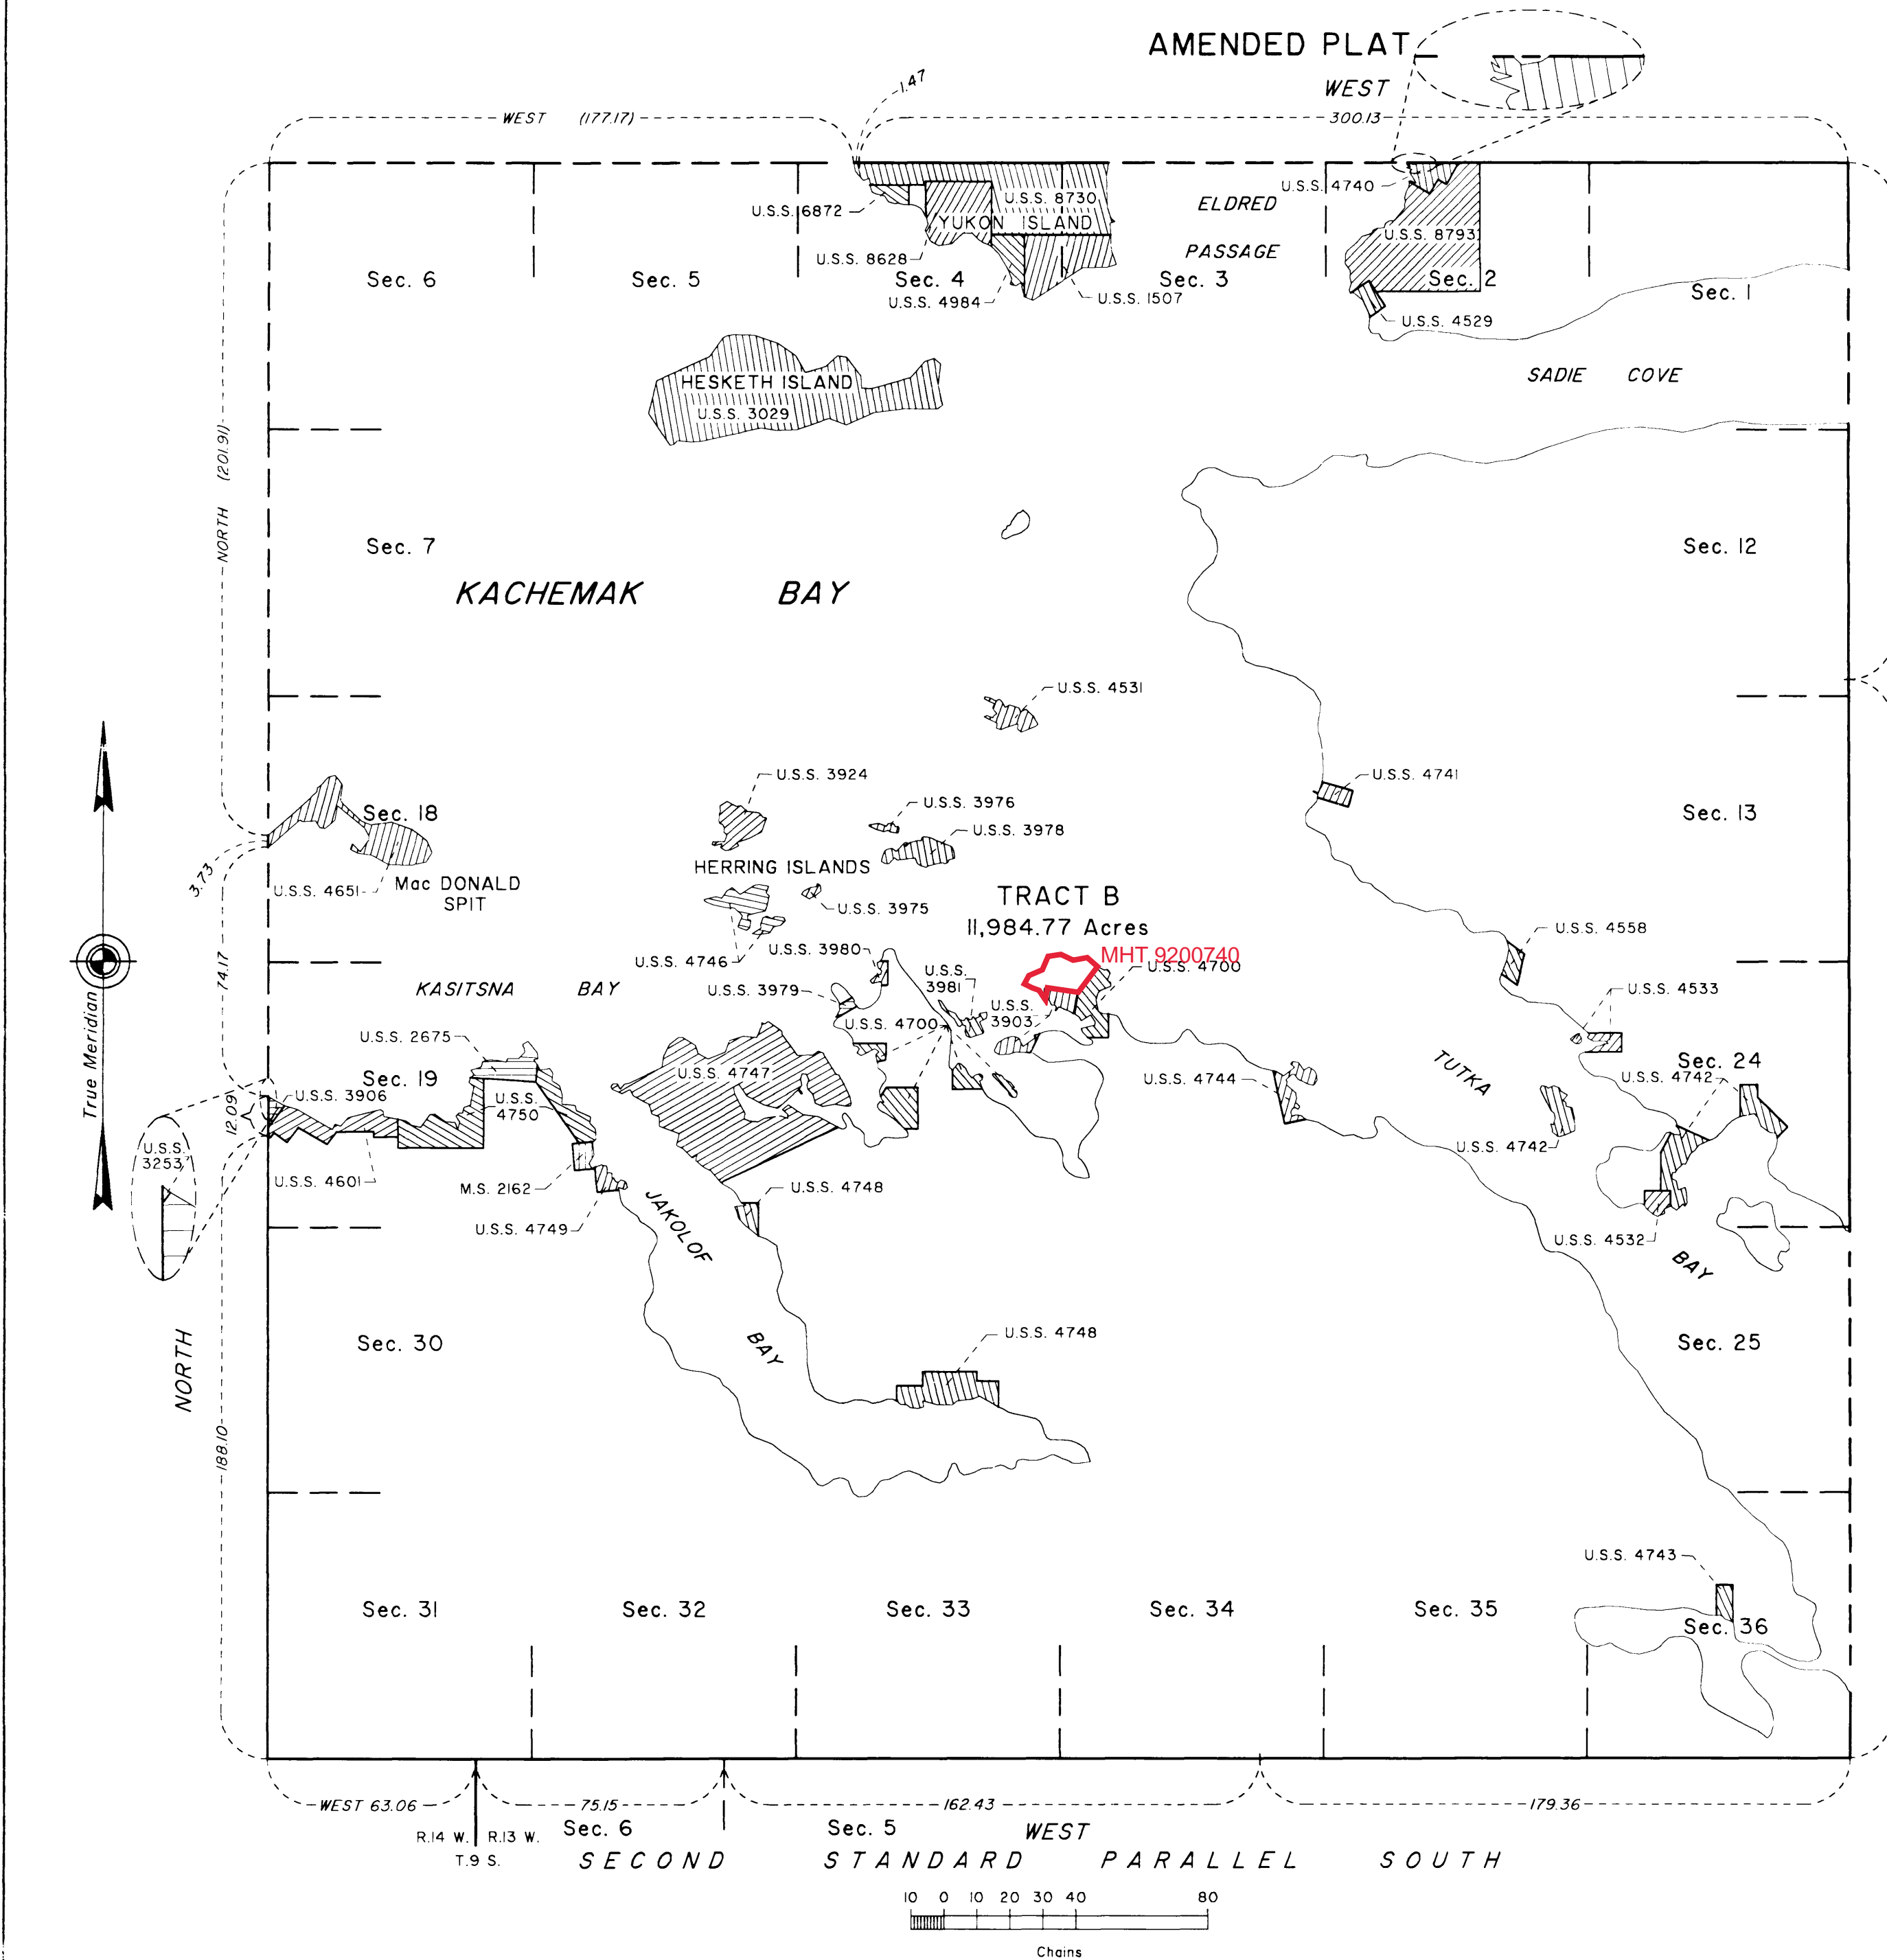 AMENDED PLAT
WEST
1.47
WEST (177.17)
300.13
U.S.S. 4740
U.S.S. 6872
U.S.S. 8730
ELDRED
YUKON ISLAND
U.S.S. 8793
PASSAGE
U.S.S. 8628
Sec. 6
Sec. 5
Sec. 4
Sec. 3
Sec. 2
Sec. 1
U.S.S. 4984
U.S.S. 1507
U.S.S. 4529
HESKETH ISLAND
U.S.S. 3029
SADIE COVE
NORTH (201.91)
Sec. 7
Sec. 12
KACHEMAK BAY
U.S.S. 4531
U.S.S. 3924
U.S.S. 4741
U.S.S. 3976
Sec. 18
Sec. 13
U.S.S. 3978
HERRING ISLANDS
3.73
U.S.S. 4651
Mac DONALD
SPIT
TRACT B
11,984.77 Acres
U.S.S. 3975
U.S.S. 4558
U.S.S. 3980
MHT 9200740
U.S.S. 4746
U.S.S. 4700
U.S.S.
3981
74.17
KASITSNA BAY
U.S.S. 3979
U.S.S. 4533
True Meridian
U.S.S.
3903
U.S.S. 4700
U.S.S. 2675
TUTKA
Sec. 24
U.S.S. 4747
Sec. 19
U.S.S. 4744
U.S.S. 4742
U.S.S. 3906
U.S.S.
4750
12.09
U.S.S.
3253
U.S.S. 4742
U.S.S. 4601
M.S. 2162
U.S.S. 4748
JAKOLOF
U.S.S. 4749
U.S.S. 4532
BAY
NORTH
Sec. 30
BAY
U.S.S. 4748
Sec. 25
188.10
U.S.S. 4743
Sec. 31
Sec. 32
Sec. 33
Sec. 34
Sec. 35
Sec. 36
WEST 63.06
75.15
162.43
179.36
R.14 W. R.13 W.
T.9 S.
Sec. 6
Sec. 5
WEST
SECOND STANDARD PARALLEL SOUTH
10 0 10 20 30 40 80
Chains